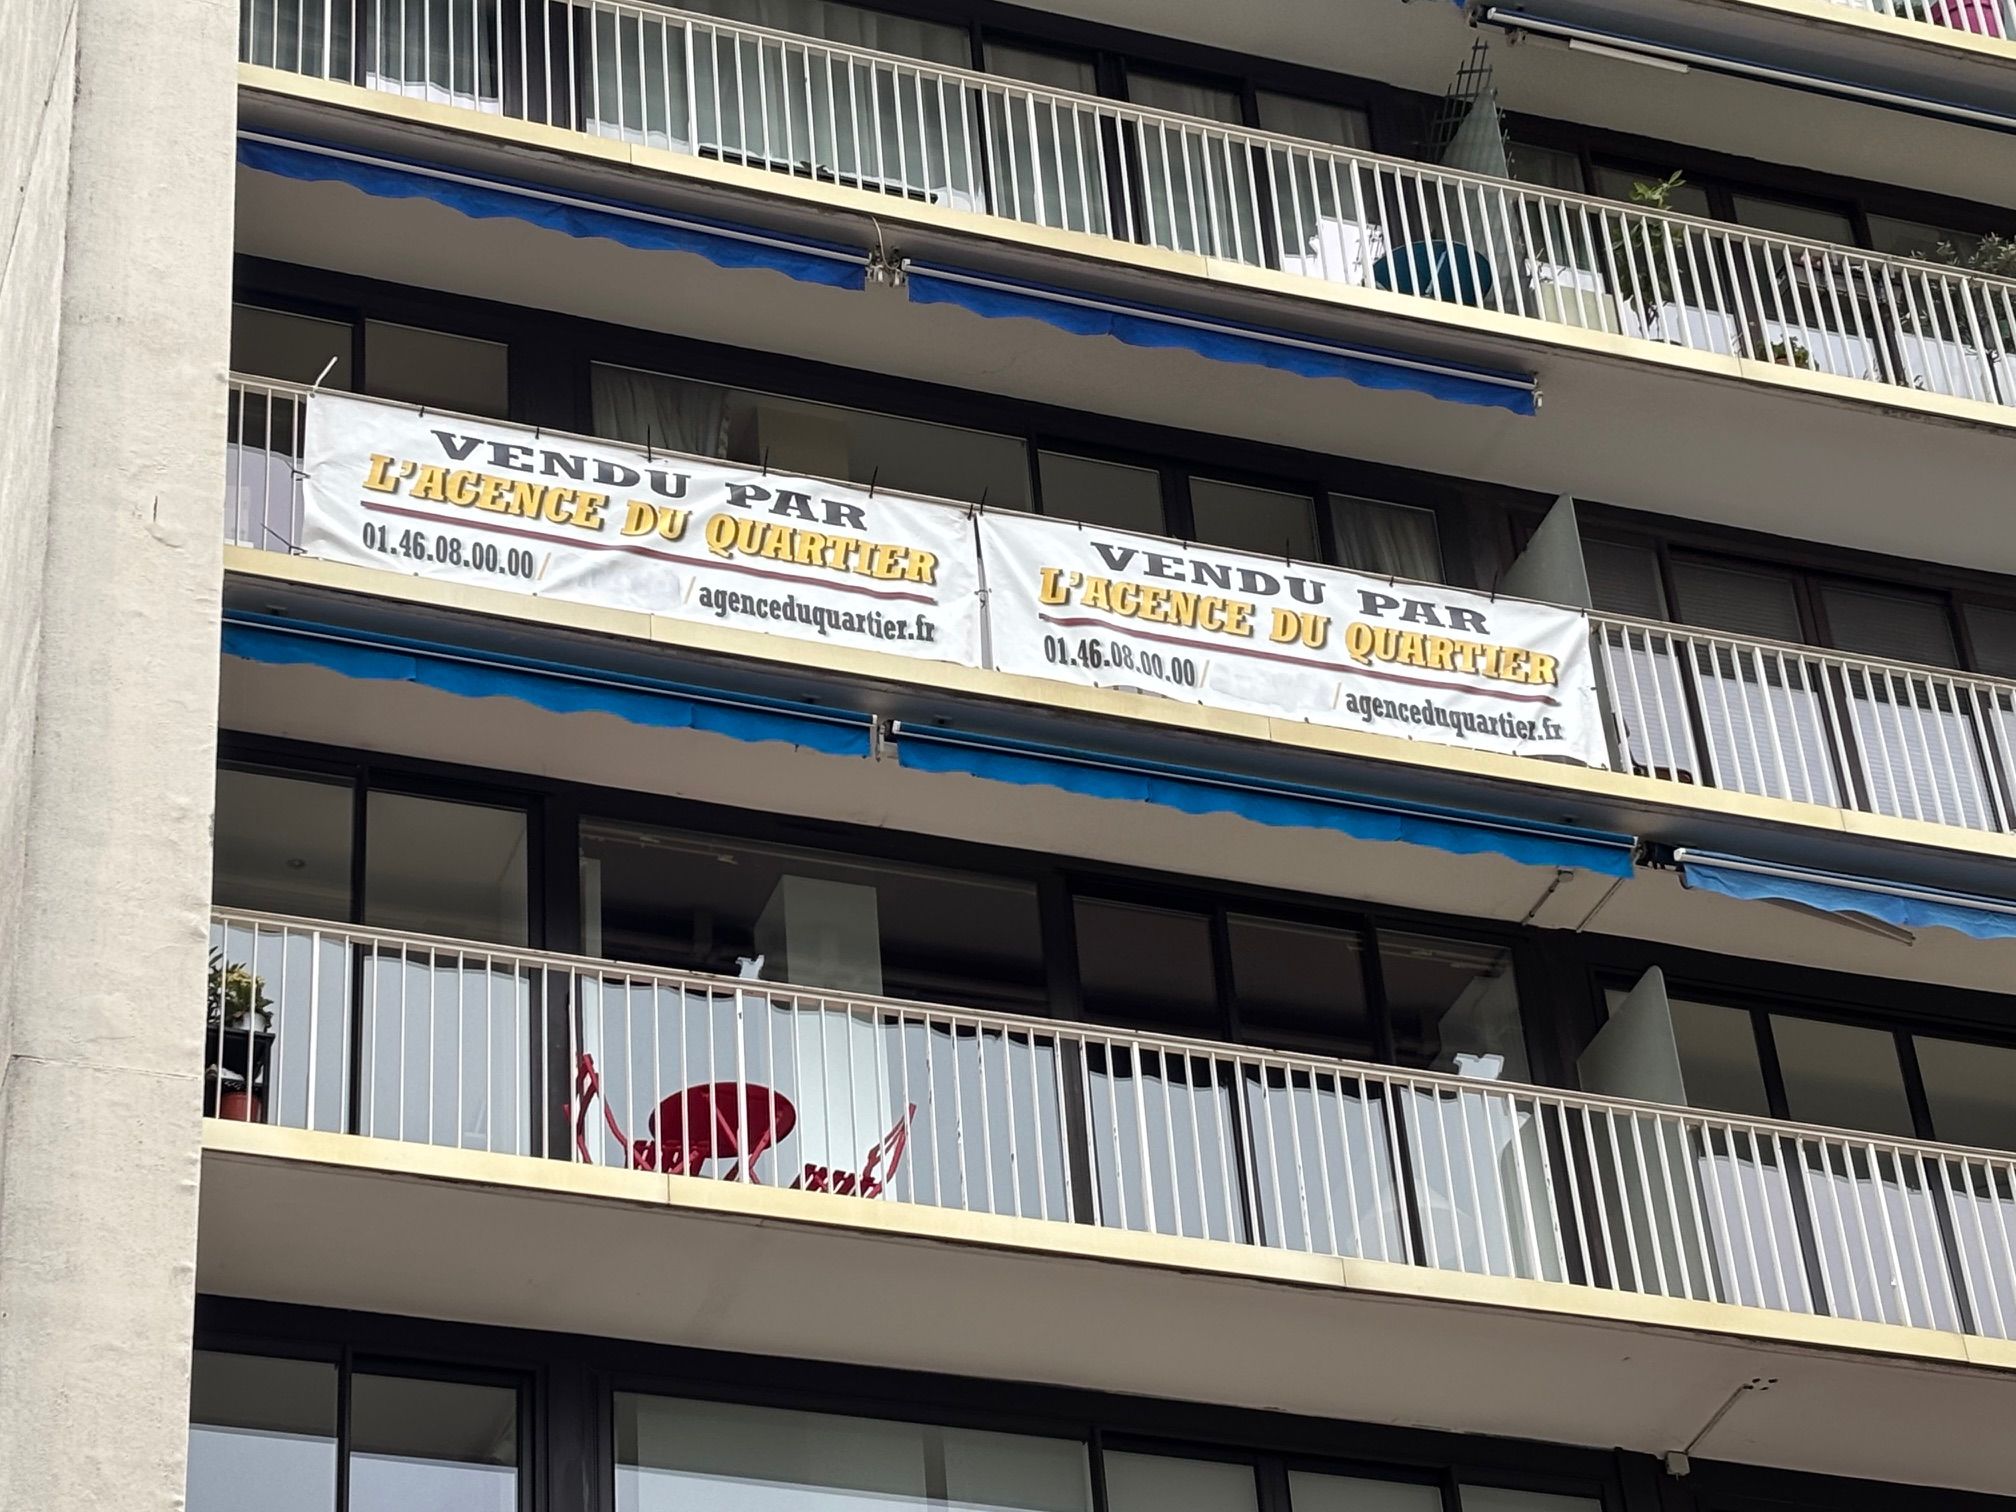 VENDU PAR
L'AGENCE DU QUARTIER
01.46.08.00.00 / / agenceduquartier.fr
VENDU PAR
L'AGENCE DU QUARTIER
01.46.08.00.00 / / agenceduquartier.fr